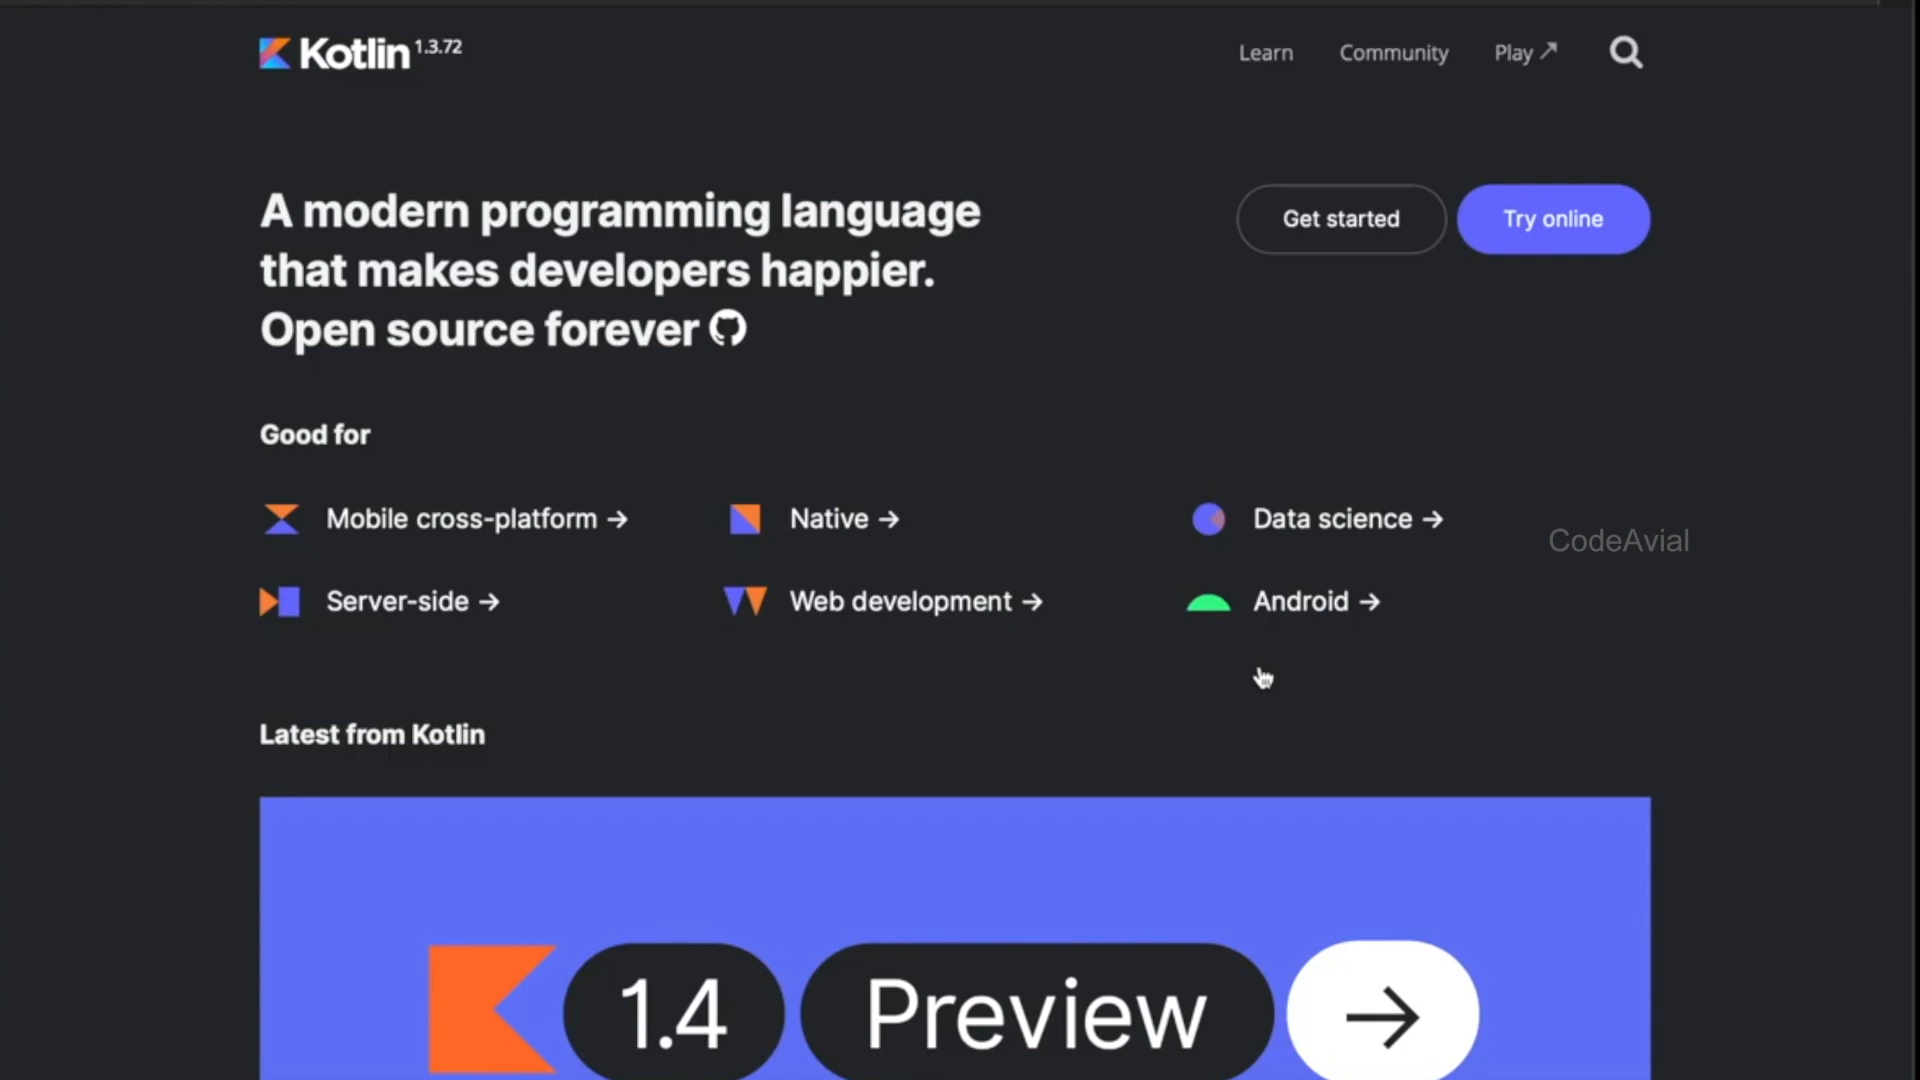 Kotlin 1.3.72
Learn Community Play ↗
A modern programming language
that makes developers happier.
Open source forever
Get started Try online
Good for
Mobile cross-platform → Native → Data science →
CodeAvial
Server-side → Web development → Android →
Latest from Kotlin
1.4 Preview →